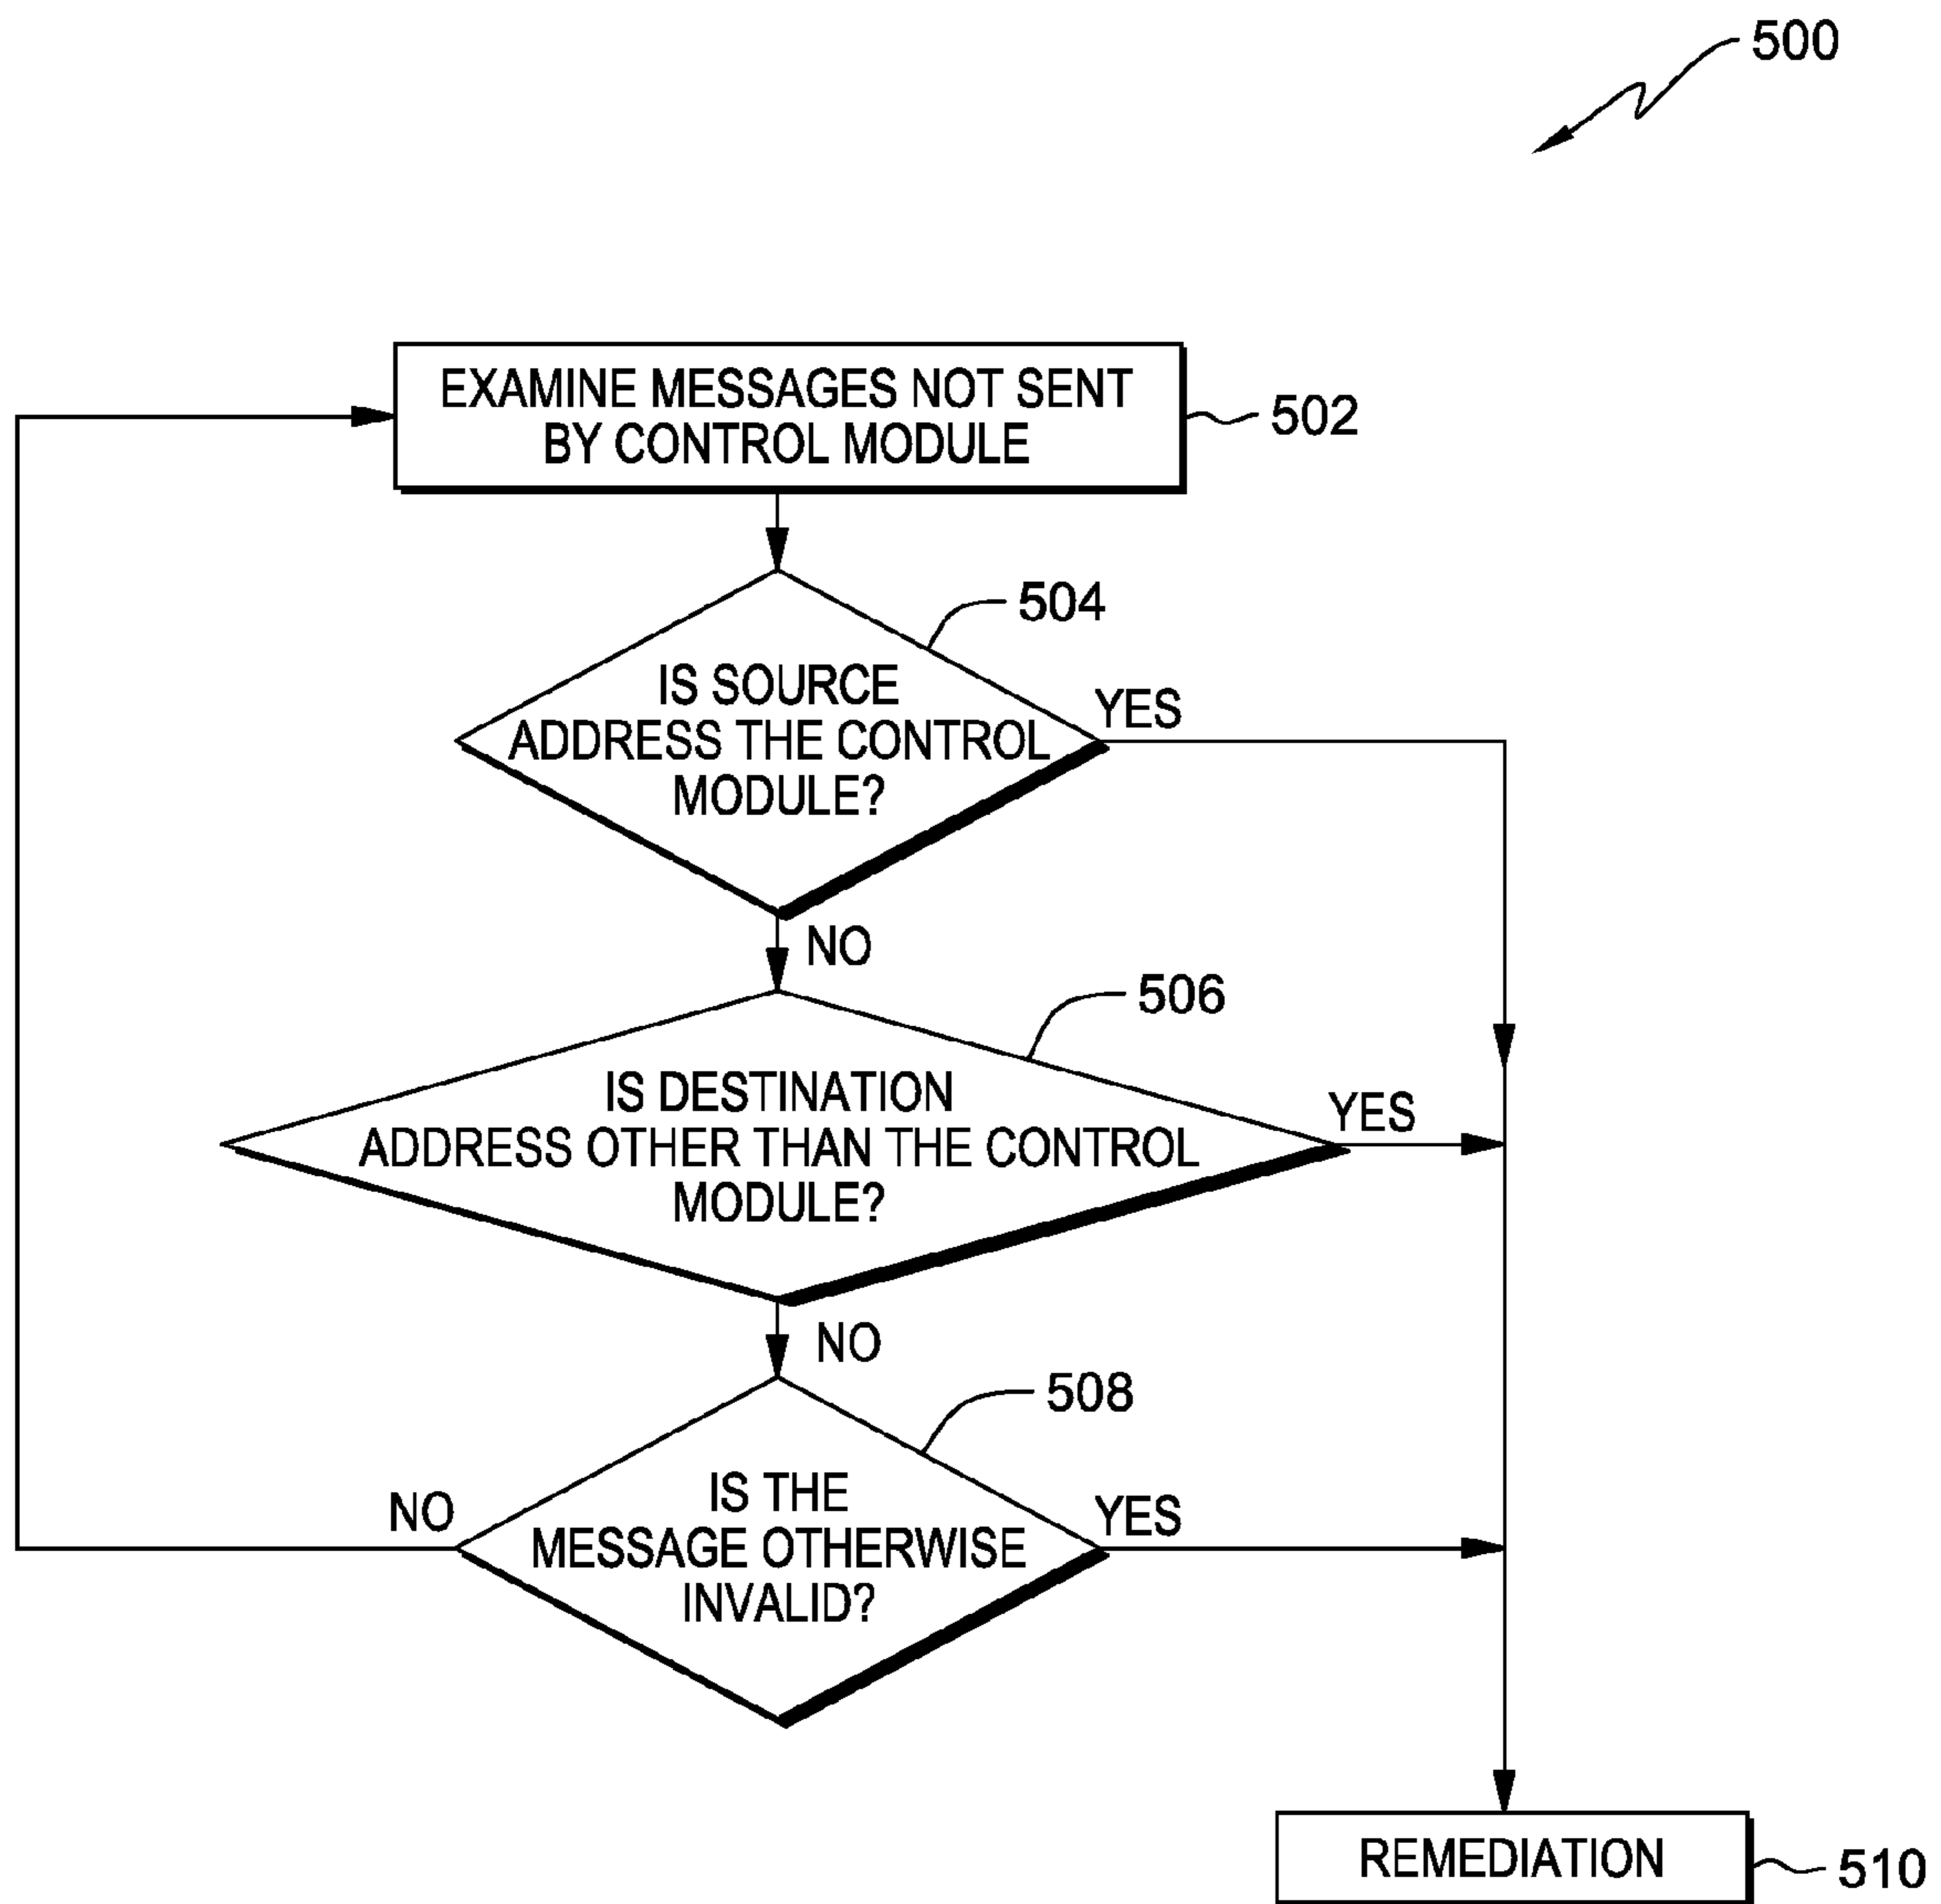 500
EXAMINE MESSAGES NOT SENT
BY CONTROL MODULE
502
504
IS SOURCE
ADDRESS THE CONTROL
MODULE?
YES
NO
506
IS DESTINATION
ADDRESS OTHER THAN THE CONTROL
MODULE?
YES
NO
508
IS THE
MESSAGE OTHERWISE
INVALID?
NO
YES
REMEDIATION
510